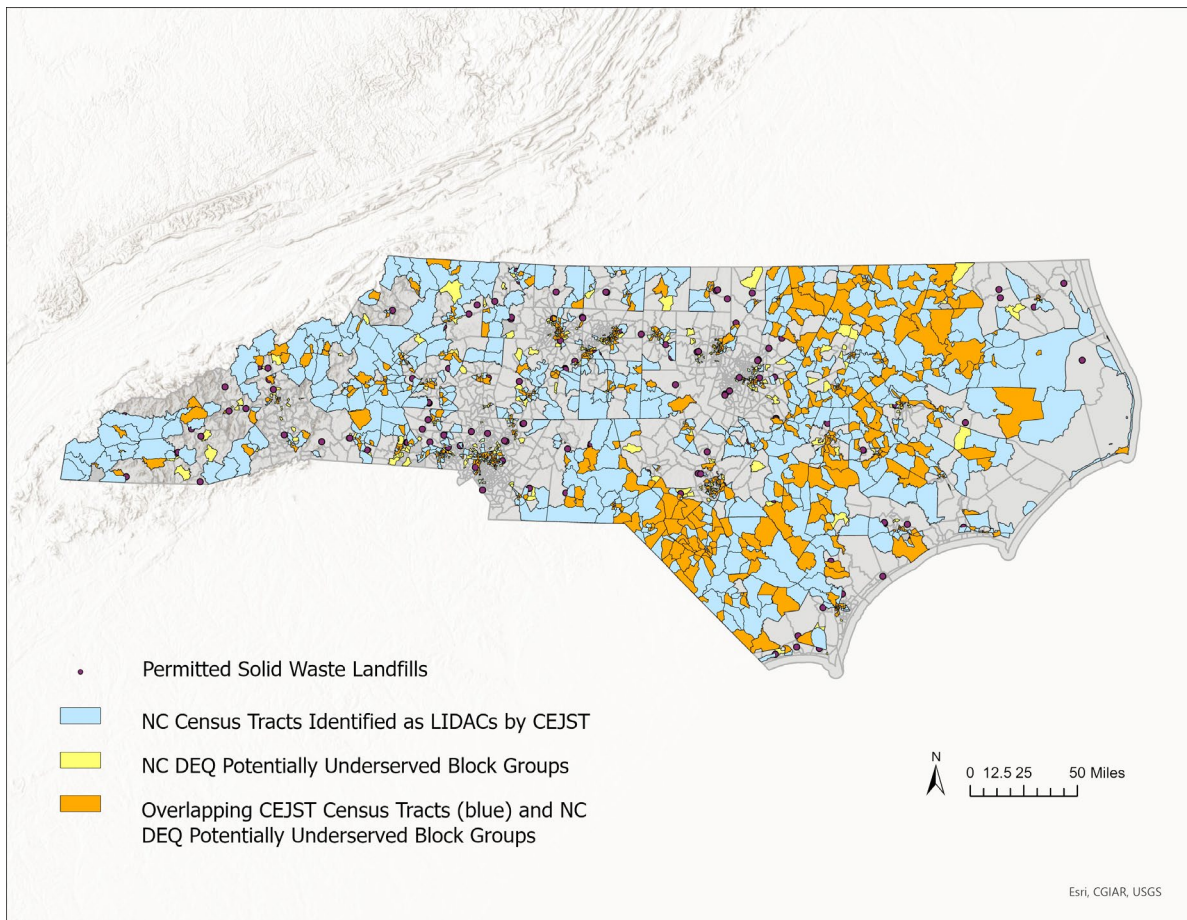 Permitted Solid Waste Landfills
NC Census Tracts Identified as LIDACs by CEJST
NC DEQ Potentially Underserved Block Groups
Overlapping CEJST Census Tracts (blue) and NC
DEQ Potentially Underserved Block Groups
N
0 12.5 25 50 Miles
Esri, CGIAR, USGS